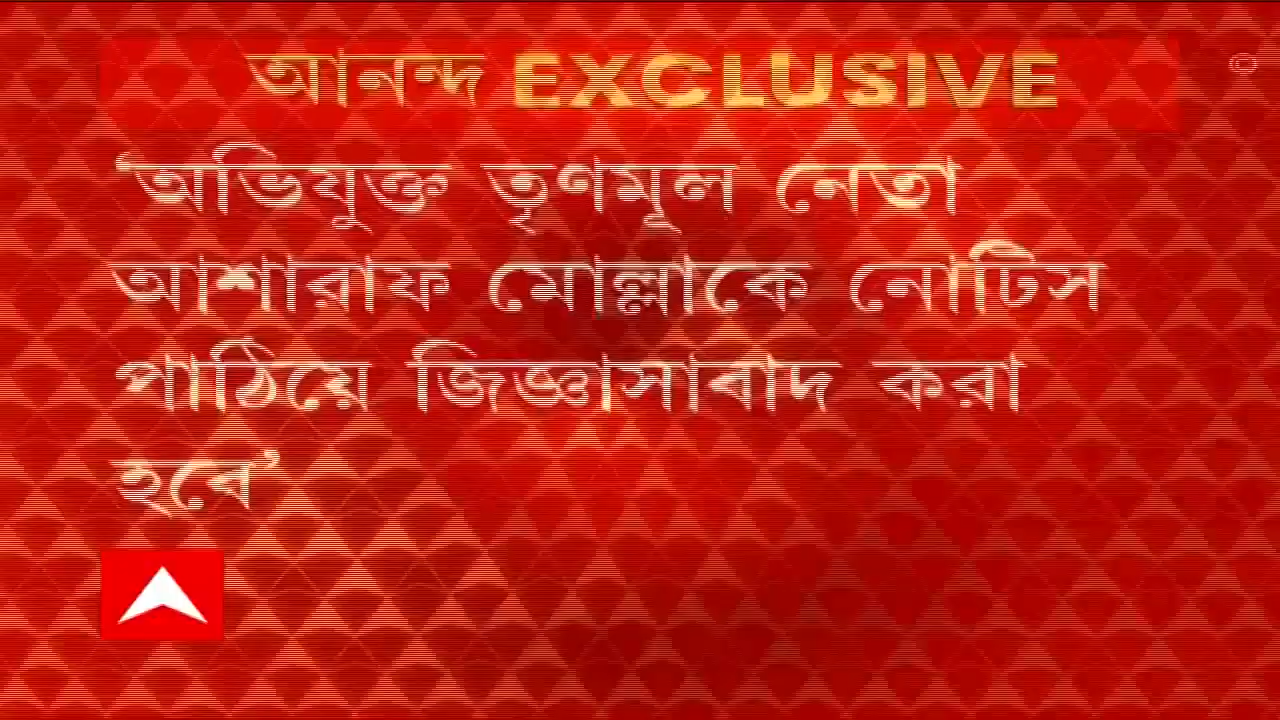 আনন্দ EXCLUSIVE
‘অভিযুক্ত তৃণমূল নেতা
আশারাফ মোল্লাকে নোটিস
পাঠিয়ে জিজ্ঞাসাবাদ করা
হবে’
©